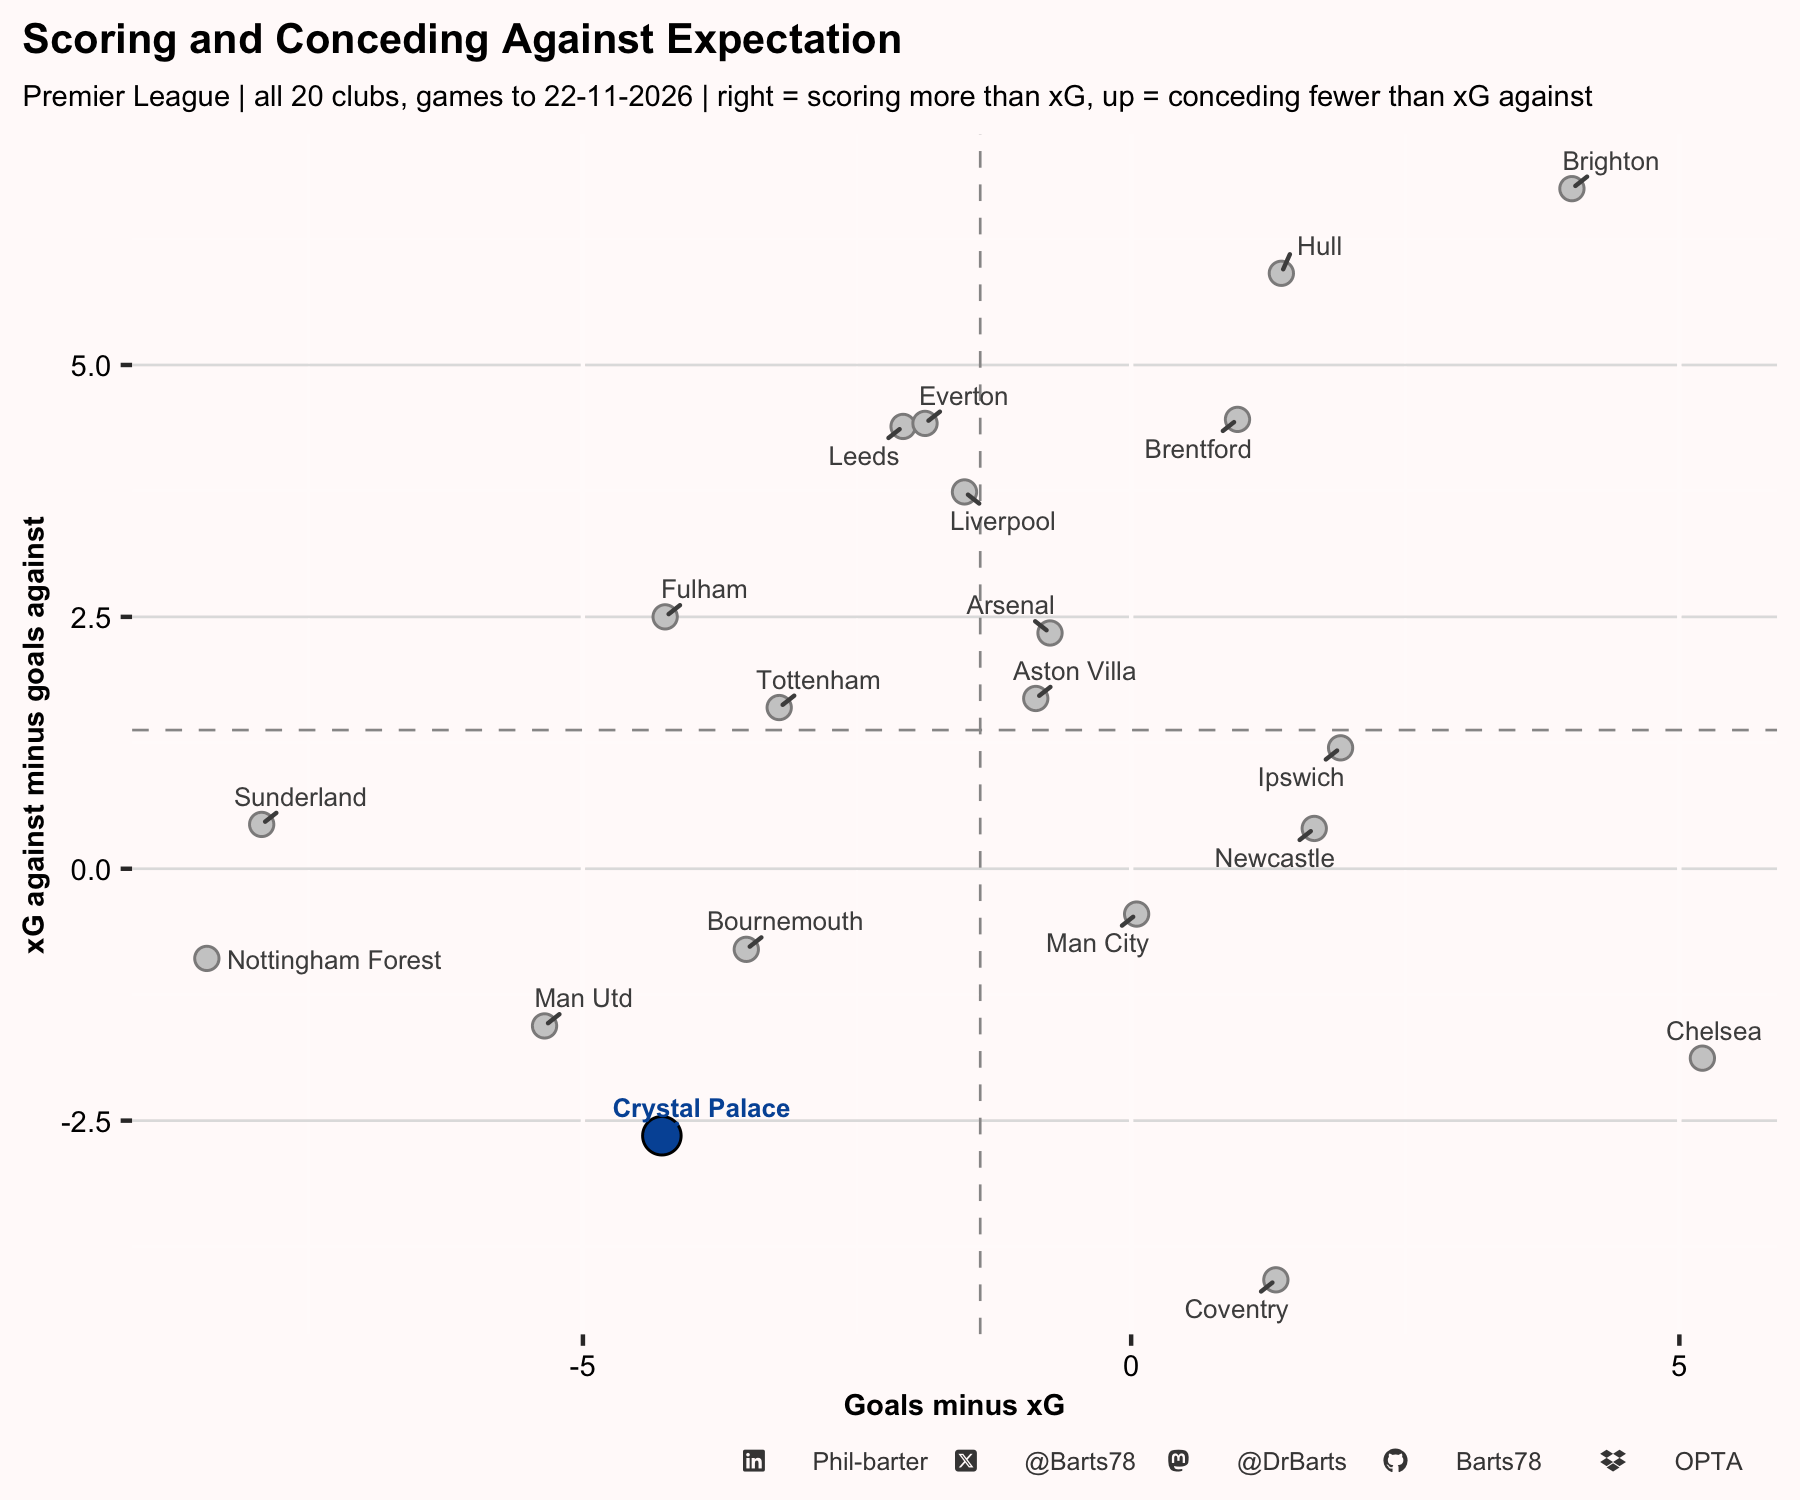 Scoring and Conceding Against Expectation
Premier League | all 20 clubs, games to 22-11-2026 | right = scoring more than xG, up = conceding fewer than xG against
Brighton
Hull
5.0
Everton
Leeds
Brentford
Liverpool
Fulham
Arsenal
2.5
Aston Villa
Tottenham
Ipswich
Sunderland
Newcastle
0.0
Bournemouth
Man City
Nottingham Forest
Man Utd
Chelsea
Crystal Palace
-2.5
Coventry
xG against minus goals against
-5 0 5
Goals minus xG
Phil-barter @Barts78 @DrBarts Barts78 OPTA